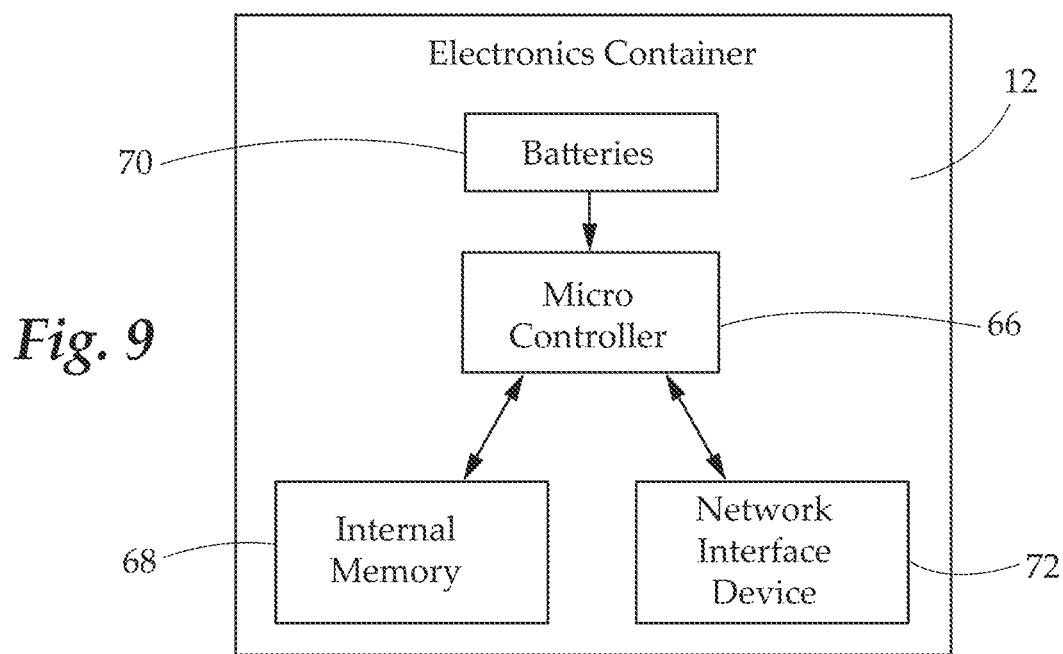 Electronics Container
12
Batteries
70
Micro
Controller
66
Fig. 9
Internal
Memory
68
Network
Interface
Device
72